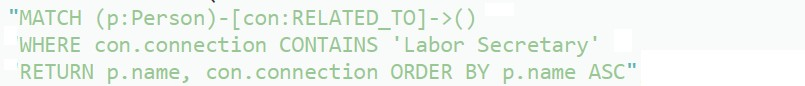 "MATCH (p:Person)-[con:RELATED_TO]->()
WHERE con.connection CONTAINS 'Labor Secretary'
RETURN p.name, con.connection ORDER BY p.name ASC"